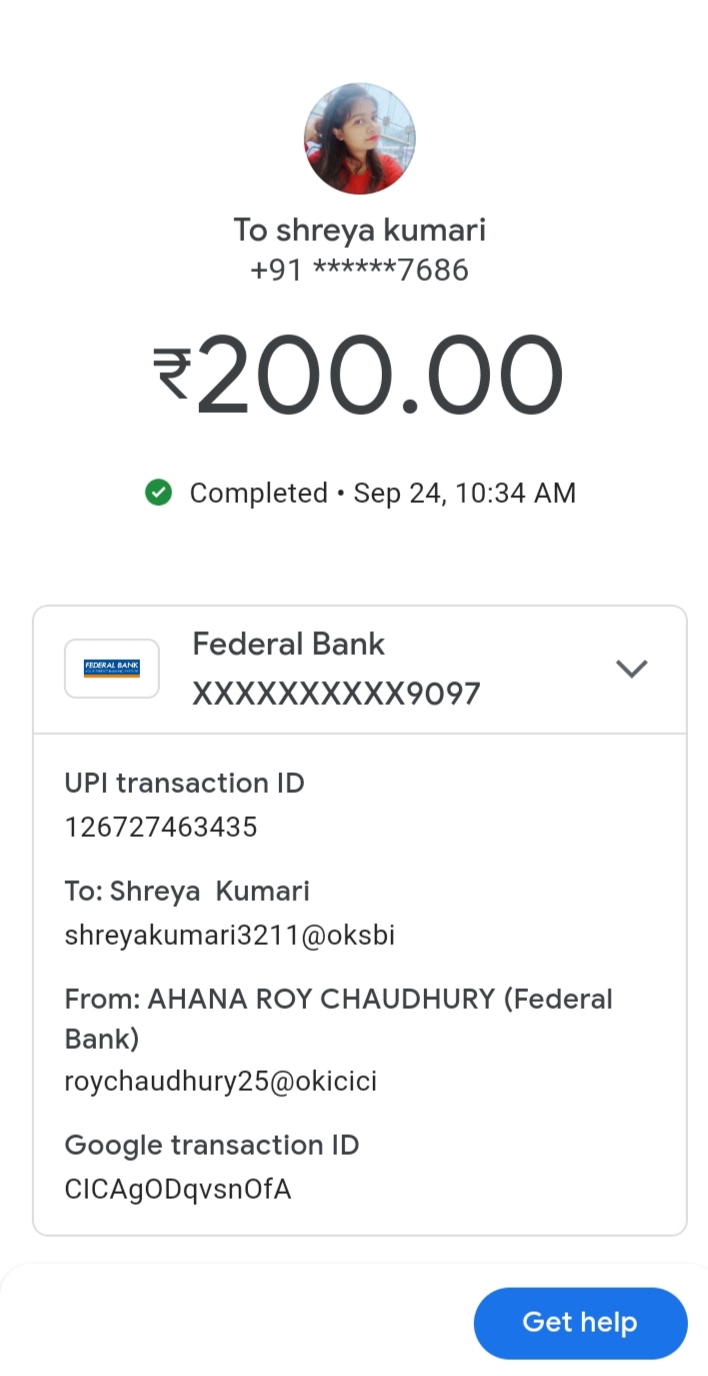 To shreya kumari
+91 ******7686
₹200.00
Completed • Sep 24, 10:34 AM
Federal Bank
FEDERAL BANK
XXXXXXXXXX9097
UPI transaction ID
126727463435
To: Shreya  Kumari
shreyakumari3211@oksbi
From: AHANA ROY CHAUDHURY (Federal
Bank)
roychaudhury25@okicici
Google transaction ID
CICAgODqvsnOfA
Get help